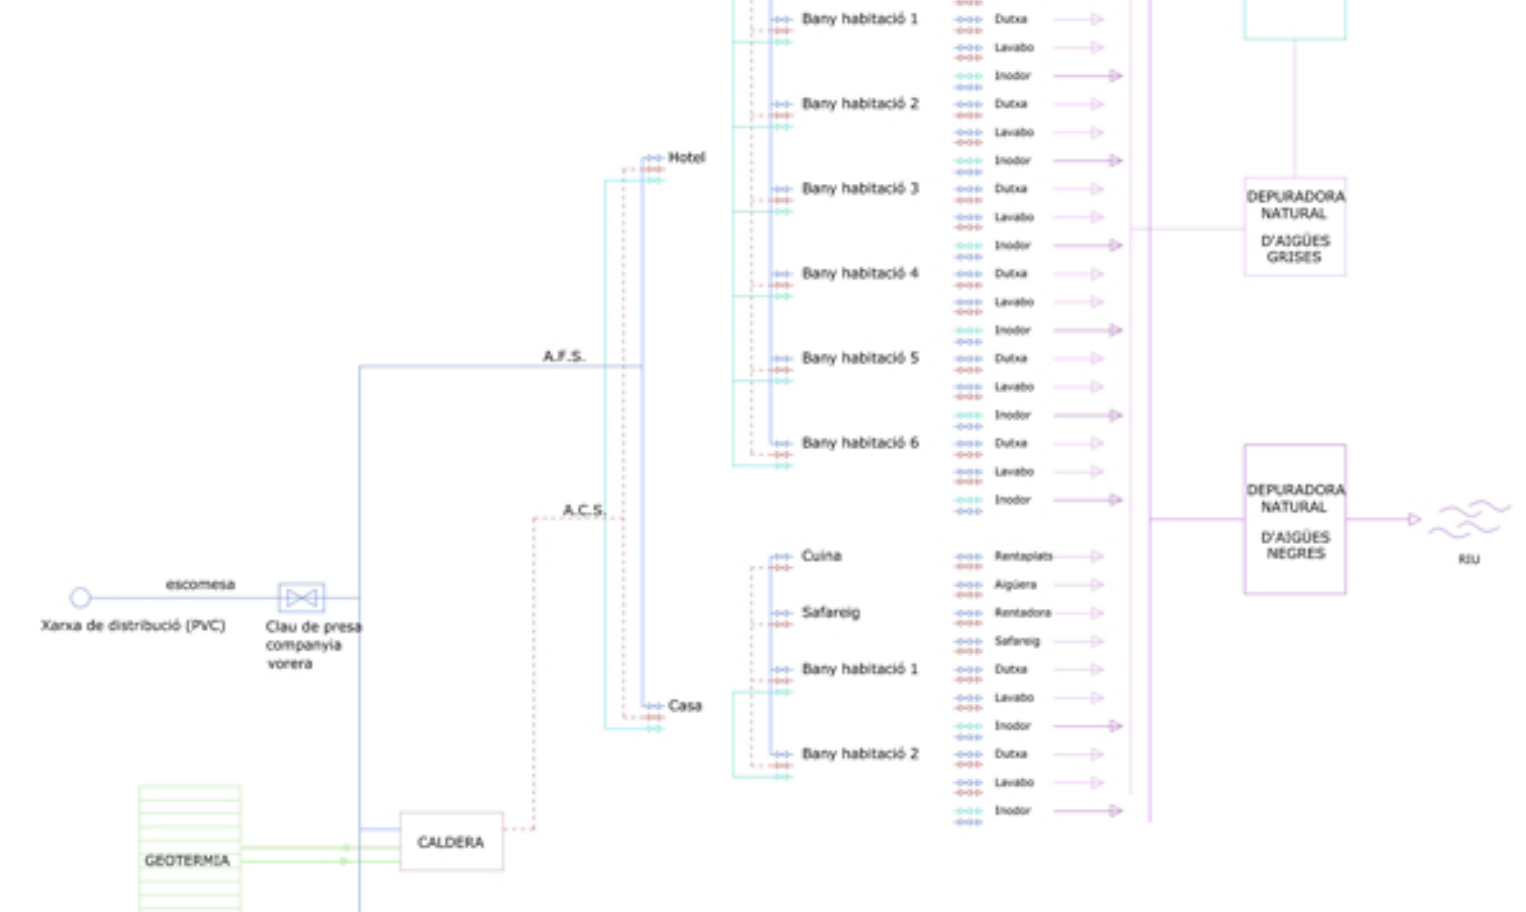 Bany habitació 1
Dutxa
Lavabo
Inodor
Bany habitació 2
Dutxa
Lavabo
Inodor
Bany habitació 3
Dutxa
Lavabo
Inodor
Bany habitació 4
Dutxa
Lavabo
Inodor
Bany habitació 5
Dutxa
Lavabo
Inodor
Bany habitació 6
Dutxa
Lavabo
Inodor
Hotel
A.F.S.
A.C.S.
escomesa
Xarxa de distribució (PVC)
Clau de presa
companyia
vorera
Casa
Cuina
Rentaplats
Aigüera
Safareig
Rentadora
Safareig
Bany habitació 1
Dutxa
Lavabo
Inodor
Bany habitació 2
Dutxa
Lavabo
Inodor
GEOTERMIA
CALDERA
DEPURADORA
NATURAL
D'AIGÜES
GRISES
DEPURADORA
NATURAL
D'AIGÜES
NEGRES
RIU